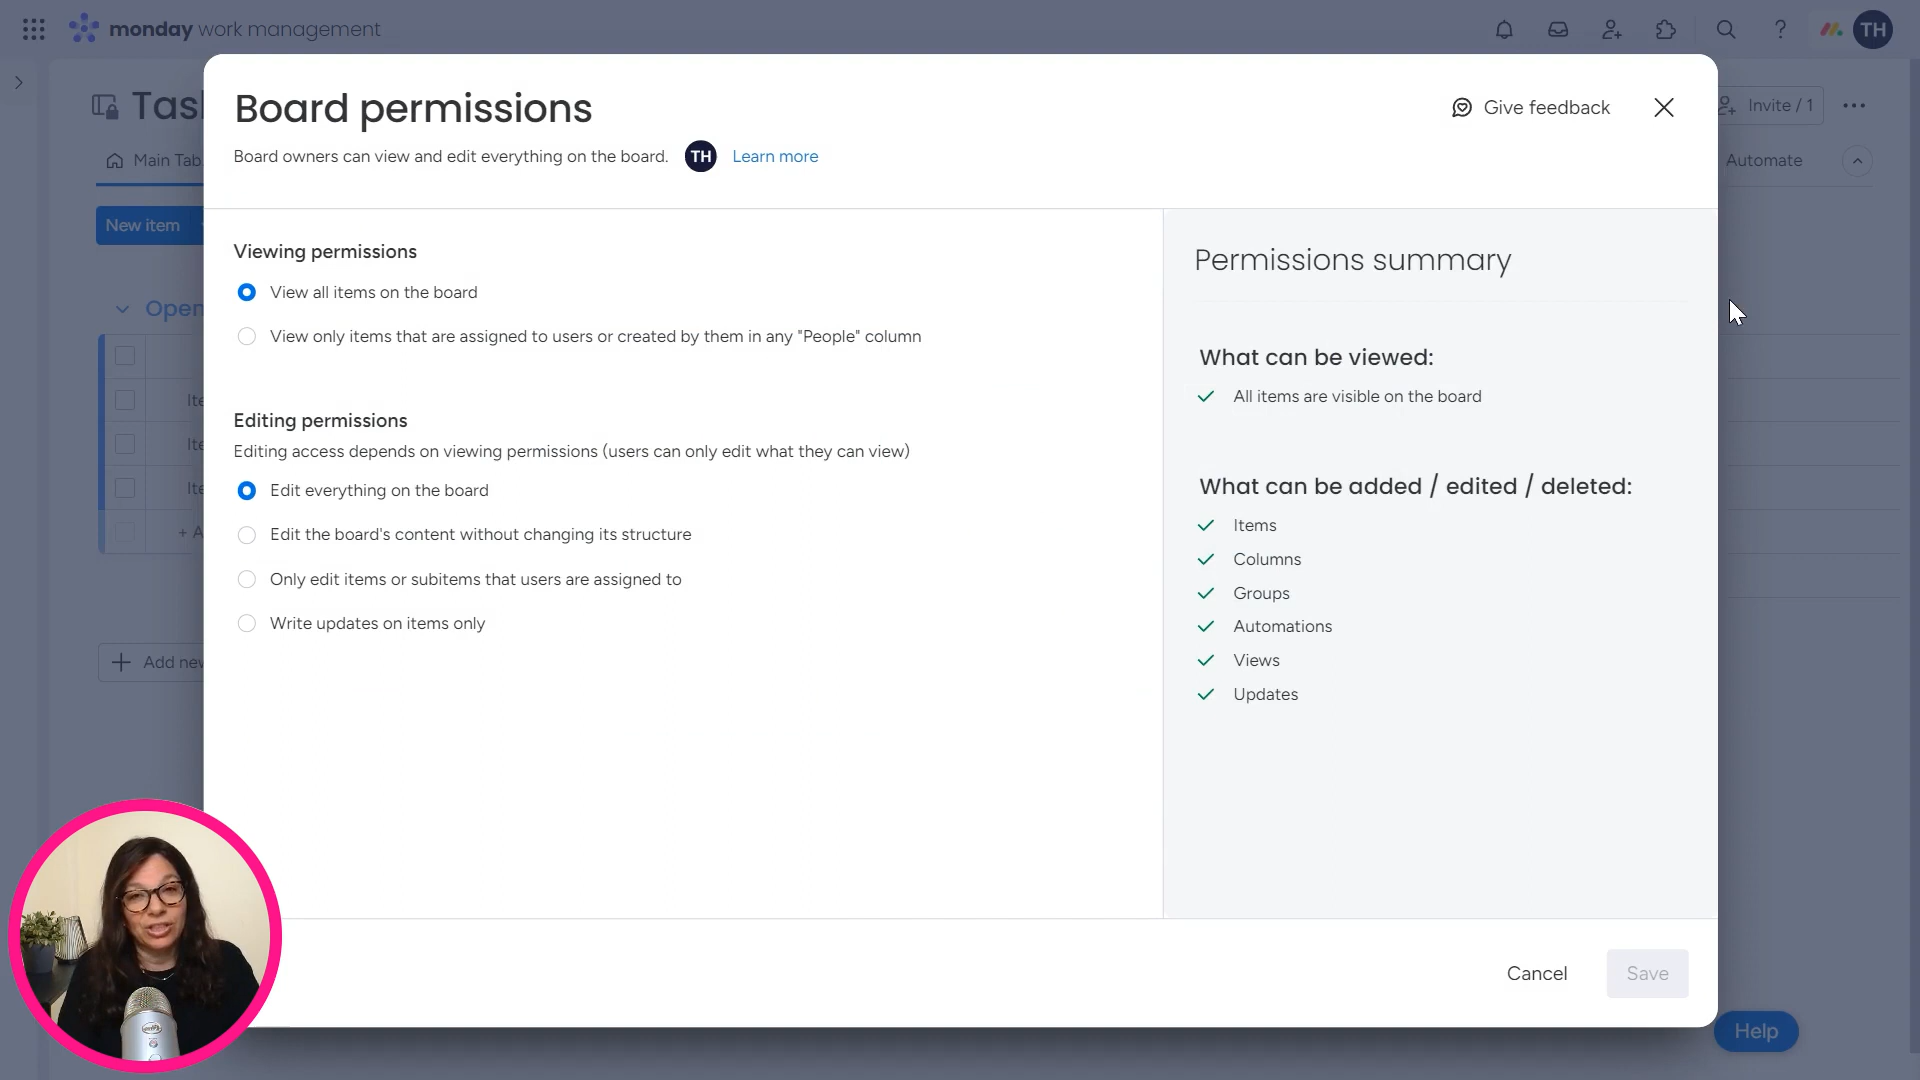 monday work management
TH
Tas
Invite / 1
Main Tab
Automate
New item
Open
Ite
Ite
Ite
+ A
Add new
Board permissions
Give feedback
Board owners can view and edit everything on the board.
TH
Learn more
Viewing permissions
View all items on the board
View only items that are assigned to users or created by them in any "People" column
Editing permissions
Editing access depends on viewing permissions (users can only edit what they can view)
Edit everything on the board
Edit the board's content without changing its structure
Only edit items or subitems that users are assigned to
Write updates on items only
Permissions summary
What can be viewed:
All items are visible on the board
What can be added / edited / deleted:
Items
Columns
Groups
Automations
Views
Updates
Cancel
Save
Help